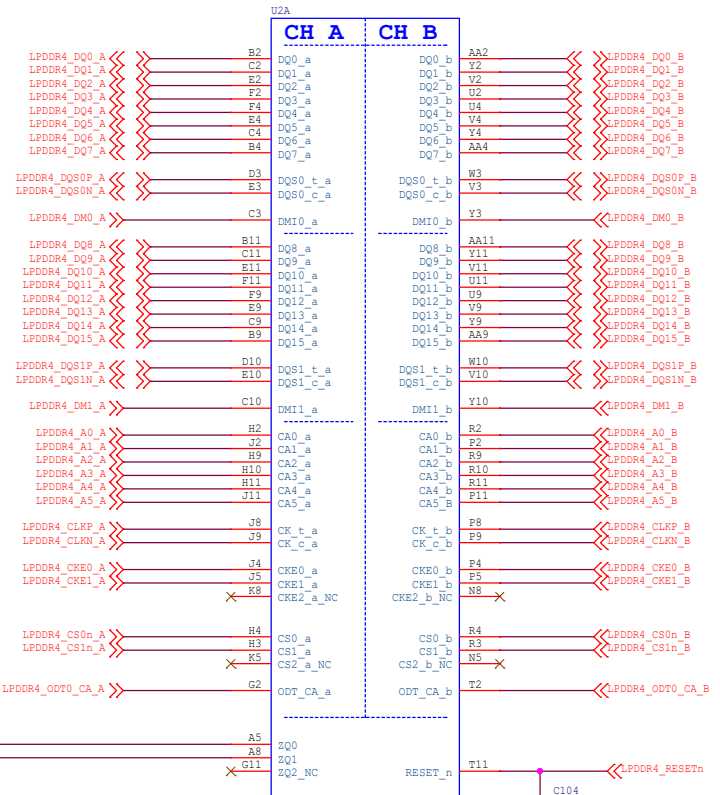 U2A
CH A CH B
LPDDR4_DQ0_A B2 DQ0_a DQ0_b AA2 LPDDR4_DQ0_B
LPDDR4_DQ1_A C2 DQ1_a DQ1_b Y2 LPDDR4_DQ1_B
LPDDR4_DQ2_A E2 DQ2_a DQ2_b V2 LPDDR4_DQ2_B
LPDDR4_DQ3_A F2 DQ3_a DQ3_b U2 LPDDR4_DQ3_B
LPDDR4_DQ4_A F4 DQ4_a DQ4_b U4 LPDDR4_DQ4_B
LPDDR4_DQ5_A E4 DQ5_a DQ5_b V4 LPDDR4_DQ5_B
LPDDR4_DQ6_A C4 DQ6_a DQ6_b Y4 LPDDR4_DQ6_B
LPDDR4_DQ7_A B4 DQ7_a DQ7_b AA4 LPDDR4_DQ7_B
LPDDR4_DQS0P_A D3 DQS0_t_a DQS0_t_b W3 LPDDR4_DQS0P_B
LPDDR4_DQS0N_A E3 DQS0_c_a DQS0_c_b V3 LPDDR4_DQS0N_B
LPDDR4_DM0_A C3 DMI0_a DMI0_b Y3 LPDDR4_DM0_B
LPDDR4_DQ8_A B11 DQ8_a DQ8_b AA11 LPDDR4_DQ8_B
LPDDR4_DQ9_A C11 DQ9_a DQ9_b Y11 LPDDR4_DQ9_B
LPDDR4_DQ10_A E11 DQ10_a DQ10_b V11 LPDDR4_DQ10_B
LPDDR4_DQ11_A F11 DQ11_a DQ11_b U11 LPDDR4_DQ11_B
LPDDR4_DQ12_A F9 DQ12_a DQ12_b U9 LPDDR4_DQ12_B
LPDDR4_DQ13_A E9 DQ13_a DQ13_b V9 LPDDR4_DQ13_B
LPDDR4_DQ14_A C9 DQ14_a DQ14_b Y9 LPDDR4_DQ14_B
LPDDR4_DQ15_A B9 DQ15_a DQ15_b AA9 LPDDR4_DQ15_B
LPDDR4_DQS1P_A D10 DQS1_t_a DQS1_t_b W10 LPDDR4_DQS1P_B
LPDDR4_DQS1N_A E10 DQS1_c_a DQS1_c_b V10 LPDDR4_DQS1N_B
LPDDR4_DM1_A C10 DMI1_a DMI1_b Y10 LPDDR4_DM1_B
LPDDR4_A0_A H2 CA0_a CA0_b R2 LPDDR4_A0_B
LPDDR4_A1_A J2 CA1_a CA1_b P2 LPDDR4_A1_B
LPDDR4_A2_A H9 CA2_a CA2_b R9 LPDDR4_A2_B
LPDDR4_A3_A H10 CA3_a CA3_b R10 LPDDR4_A3_B
LPDDR4_A4_A H11 CA4_a CA4_b R11 LPDDR4_A4_B
LPDDR4_A5_A J11 CA5_a CA5_B P11 LPDDR4_A5_B
LPDDR4_CLKP_A J8 CK_t_a CK_t_b P8 LPDDR4_CLKP_B
LPDDR4_CLKN_A J9 CK_c_a CK_c_b P9 LPDDR4_CLKN_B
LPDDR4_CKE0_A J4 CKE0_a CKE0_b P4 LPDDR4_CKE0_B
LPDDR4_CKE1_A J5 CKE1_a CKE1_b P5 LPDDR4_CKE1_B
K8 CKE2_a_NC CKE2_b_NC N8
LPDDR4_CS0n_A H4 CS0_a CS0_b R4 LPDDR4_CS0n_B
LPDDR4_CS1n_A H3 CS1_a CS1_b R3 LPDDR4_CS1n_B
K5 CS2_a_NC CS2_b_NC N5
LPDDR4_ODT0_CA_A G2 ODT_CA_a ODT_CA_b T2 LPDDR4_ODT0_CA_B
A5 ZQ0
A8 ZQ1
G11 ZQ2_NC RESET_n T11 LPDDR4_RESETn
C104